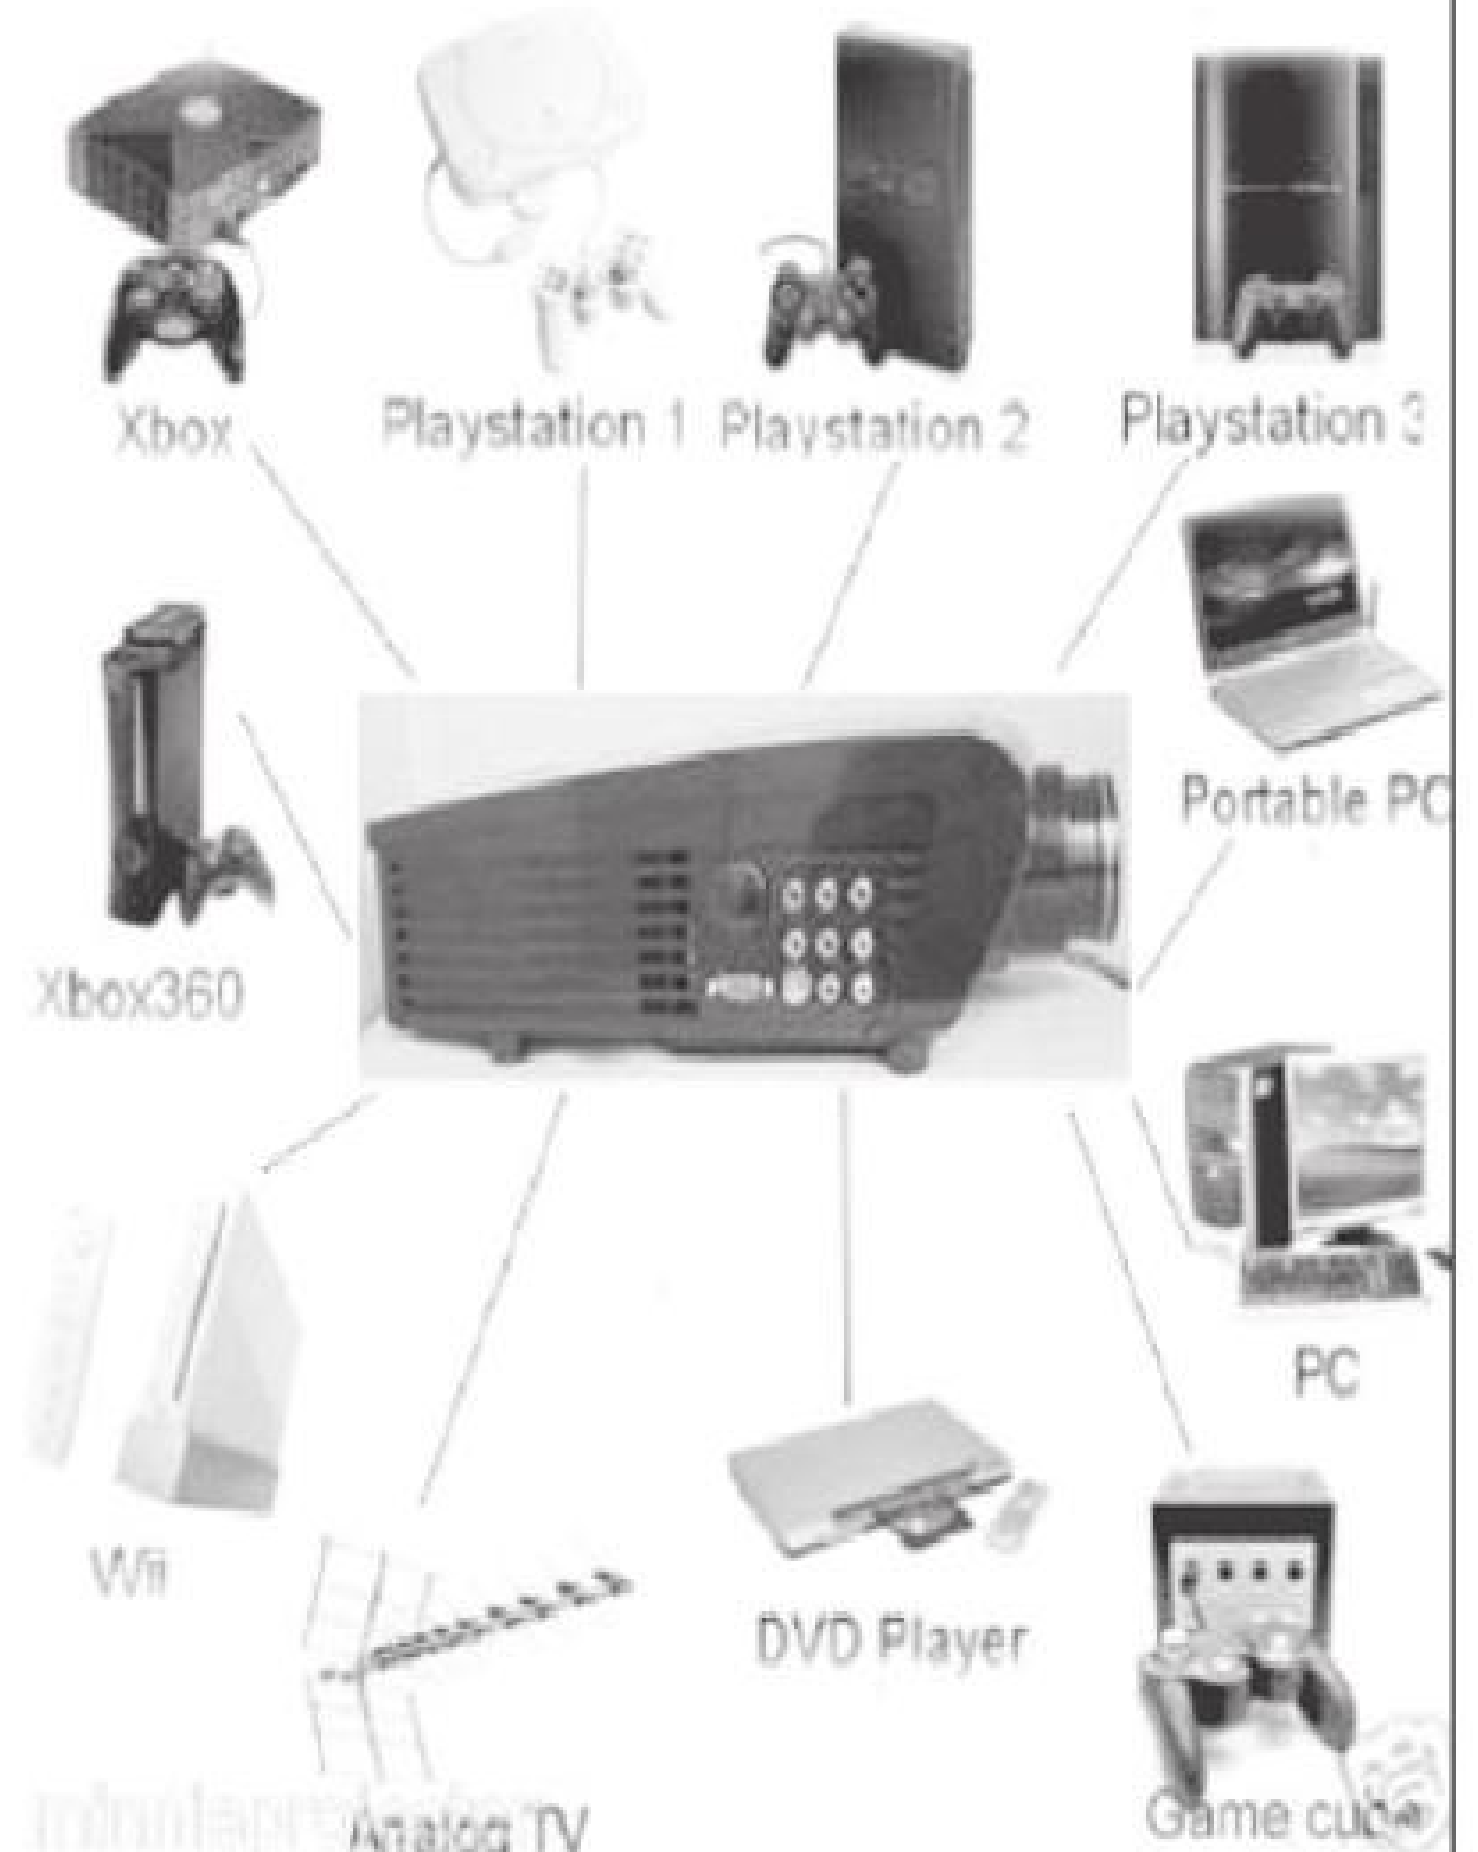 Xbox
Playstation 1
Playstation 2
Playstation 3
Portable PC
Xbox360
PC
Wii
DVD Player
Analog TV
Game cube